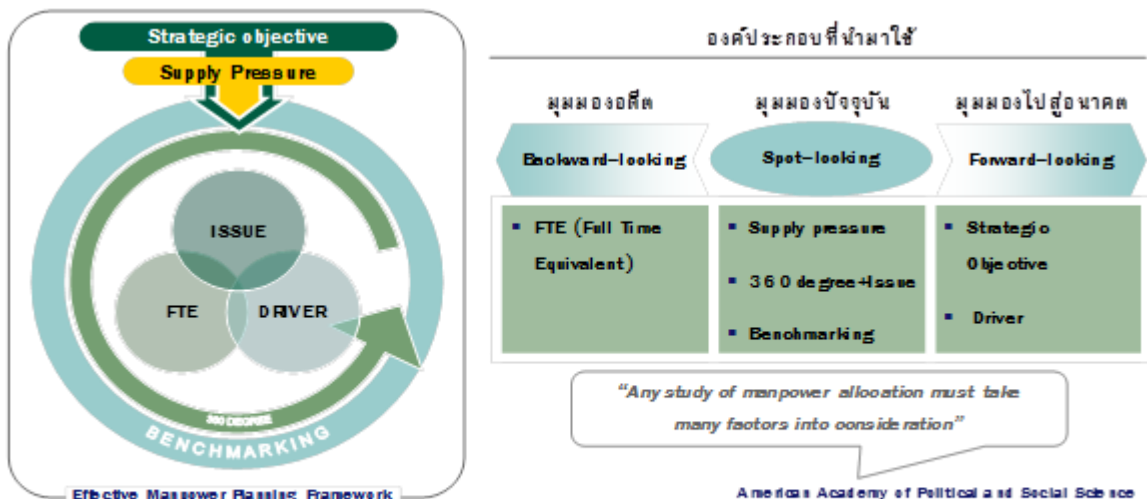 Strategic objective
Supply Pressure
ISSUE
FTE
DRIVER
360 DEGREE
BENCHMARKING
Effective Manpower Planning Framework
องค์ประกอบที่นำมาใช้
มุมมองอดีต
มุมมองปัจจุบัน
มุมมองไปสู่อนาคต
Backward-looking
Spot-looking
Forward-looking
▪ FTE (Full Time
Equivalent)
▪ Supply pressure
▪ 360 degree+Issue
▪ Benchmarking
▪ Strategic
Objective
▪ Driver
“Any study of manpower allocation must take
many factors into consideration”
American Academy of Political and Social Science